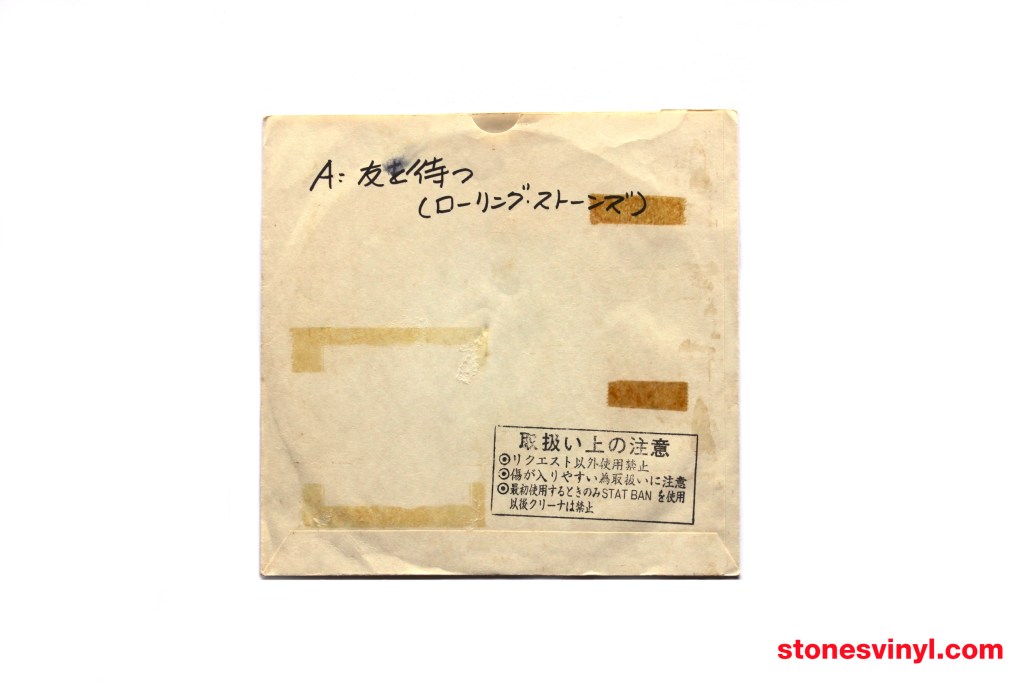 A: 友を待つ
(ローリング・ストーンズ)
取扱い上の注意
◉リクエスト以外使用禁止
◉傷が入りやすい為取扱いに注意
◉最初使用するときのみSTAT BAN を使用
以後クリーナは禁止
stonesvinyl.com